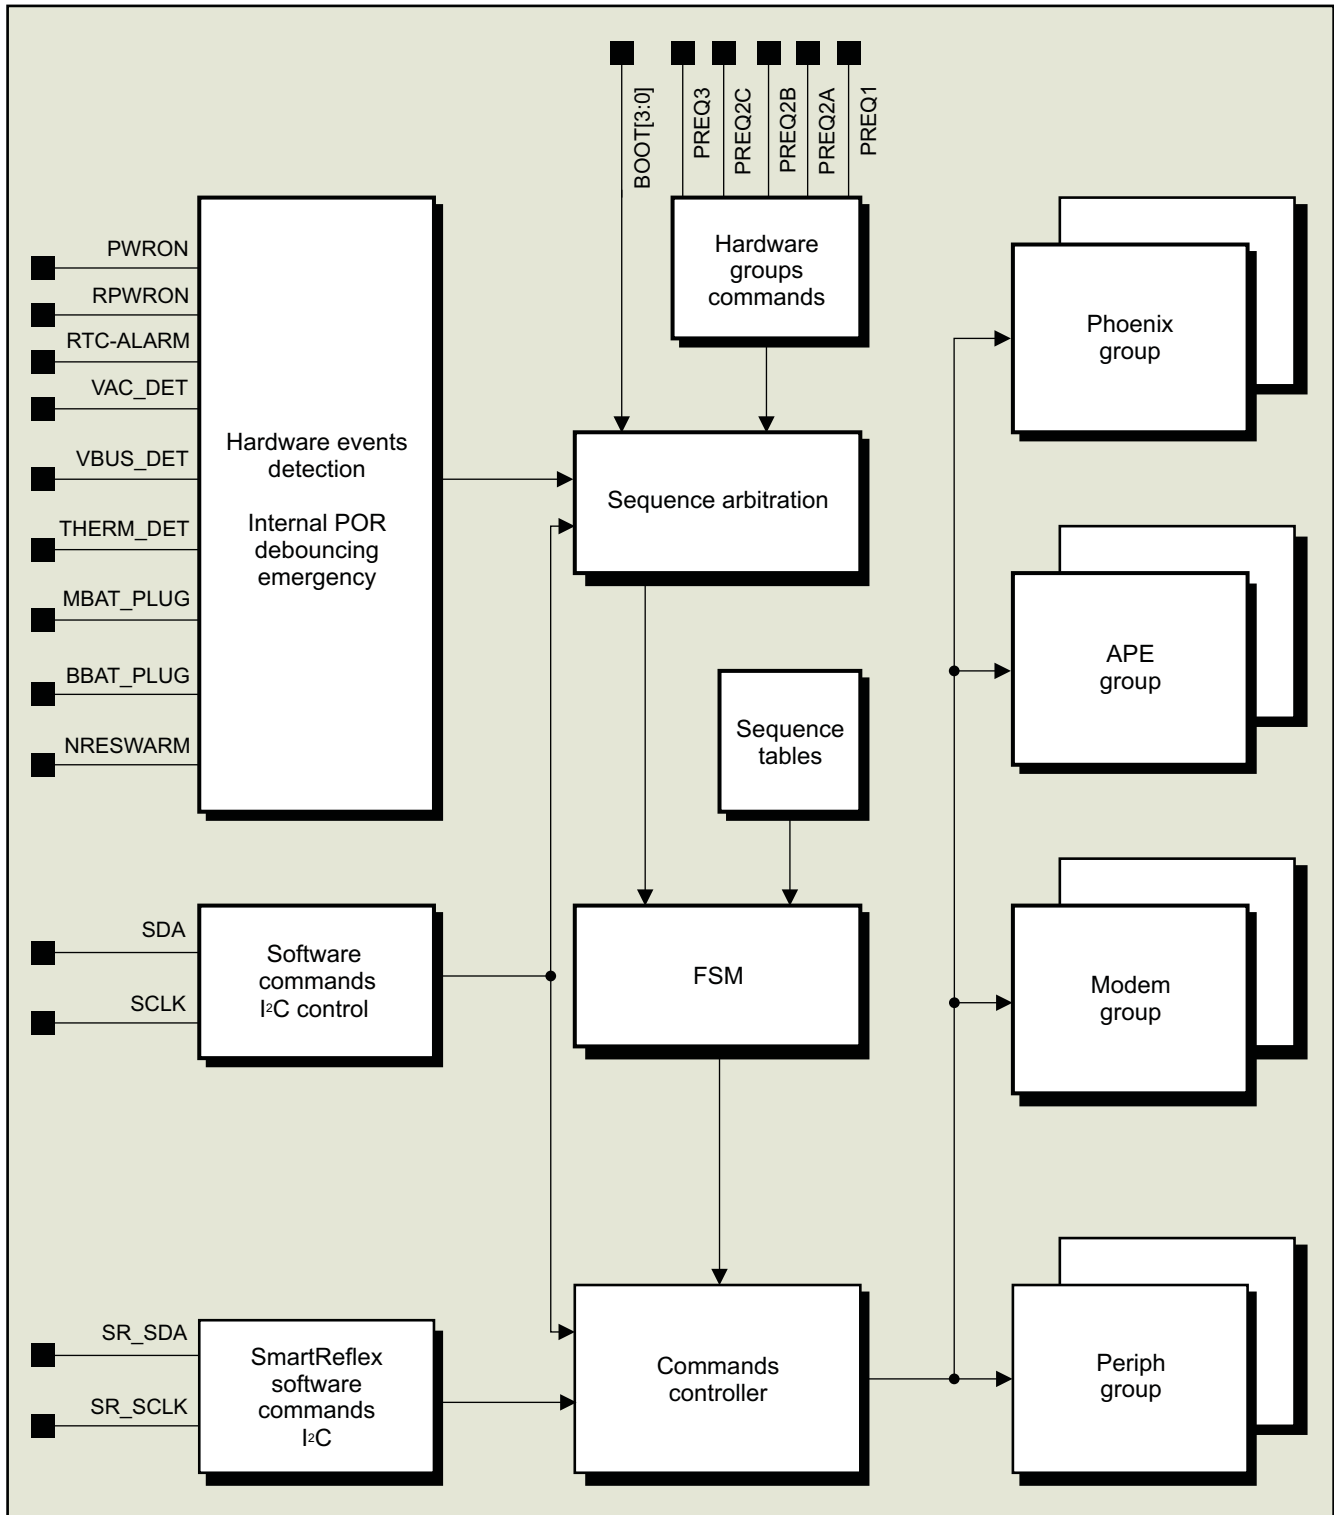 BOOT[3:0]
PREQ3
PREQ2C
PREQ2B
PREQ2A
PREQ1
Hardware
groups
commands
PWRON
RPWRON
RTC-ALARM
VAC_DET
VBUS_DET
THERM_DET
MBAT_PLUG
BBAT_PLUG
NRESWARM
Hardware events
detection
Internal POR
debouncing
emergency
Sequence arbitration
Sequence
tables
Phoenix
group
APE
group
SDA
SCLK
Software
commands
I²C control
FSM
Modem
group
SR_SDA
SR_SCLK
SmartReflex
software
commands
I²C
Commands
controller
Periph
group